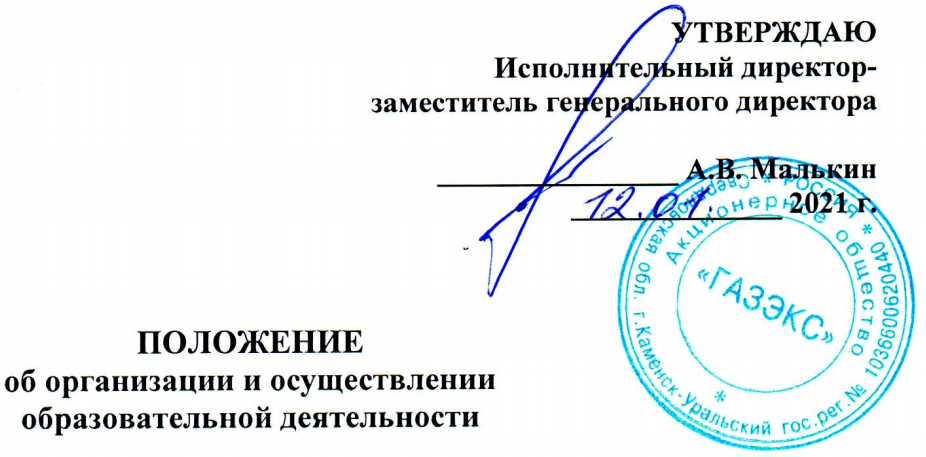 УТВЕРЖДАЮ
Исполнительный директор-
заместитель генерального директора
А.В. Малькин
12.01. 2021 г.
Свердловская обл. г.Каменск-Уральский гос.рег.№ 1036600620440 * РОССИЯ *
Акционерное общество *
«ГАЗЭКС»
ПОЛОЖЕНИЕ
об организации и осуществлении
образовательной деятельности